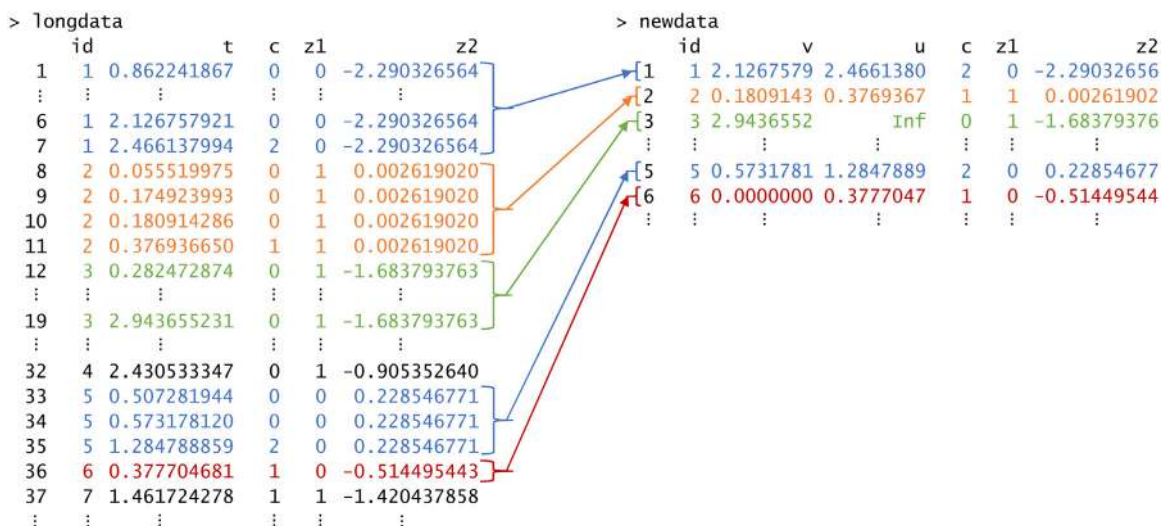 > longdata
id t c z1 z2
1 1 0.862241867 0 0 -2.290326564
⋮ ⋮ ⋮ ⋮ ⋮ ⋮
6 1 2.126757921 0 0 -2.290326564
7 1 2.466137994 2 0 -2.290326564
8 2 0.055519975 0 1 0.002619020
9 2 0.174923993 0 1 0.002619020
10 2 0.180914286 0 1 0.002619020
11 2 0.376936650 1 1 0.002619020
12 3 0.282472874 0 1 -1.683793763
⋮ ⋮ ⋮ ⋮ ⋮ ⋮
19 3 2.943655231 0 1 -1.683793763
⋮ ⋮ ⋮ ⋮ ⋮ ⋮
32 4 2.430533347 0 1 -0.905352640
33 5 0.507281944 0 0 0.228546771
34 5 0.573178120 0 0 0.228546771
35 5 1.284788859 2 0 0.228546771
36 6 0.377704681 1 0 -0.514495443
37 7 1.461724278 1 1 -1.420437858
⋮ ⋮ ⋮ ⋮ ⋮ ⋮
> newdata
id v u c z1 z2
1 1 2.1267579 2.4661380 2 0 -2.29032656
2 2 0.1809143 0.3769367 1 1 0.00261902
3 3 2.9436552 Inf 0 1 -1.68379376
⋮ ⋮ ⋮ ⋮ ⋮ ⋮ ⋮
5 5 0.5731781 1.2847889 2 0 0.22854677
6 6 0.0000000 0.3777047 1 0 -0.51449544
⋮ ⋮ ⋮ ⋮ ⋮ ⋮ ⋮